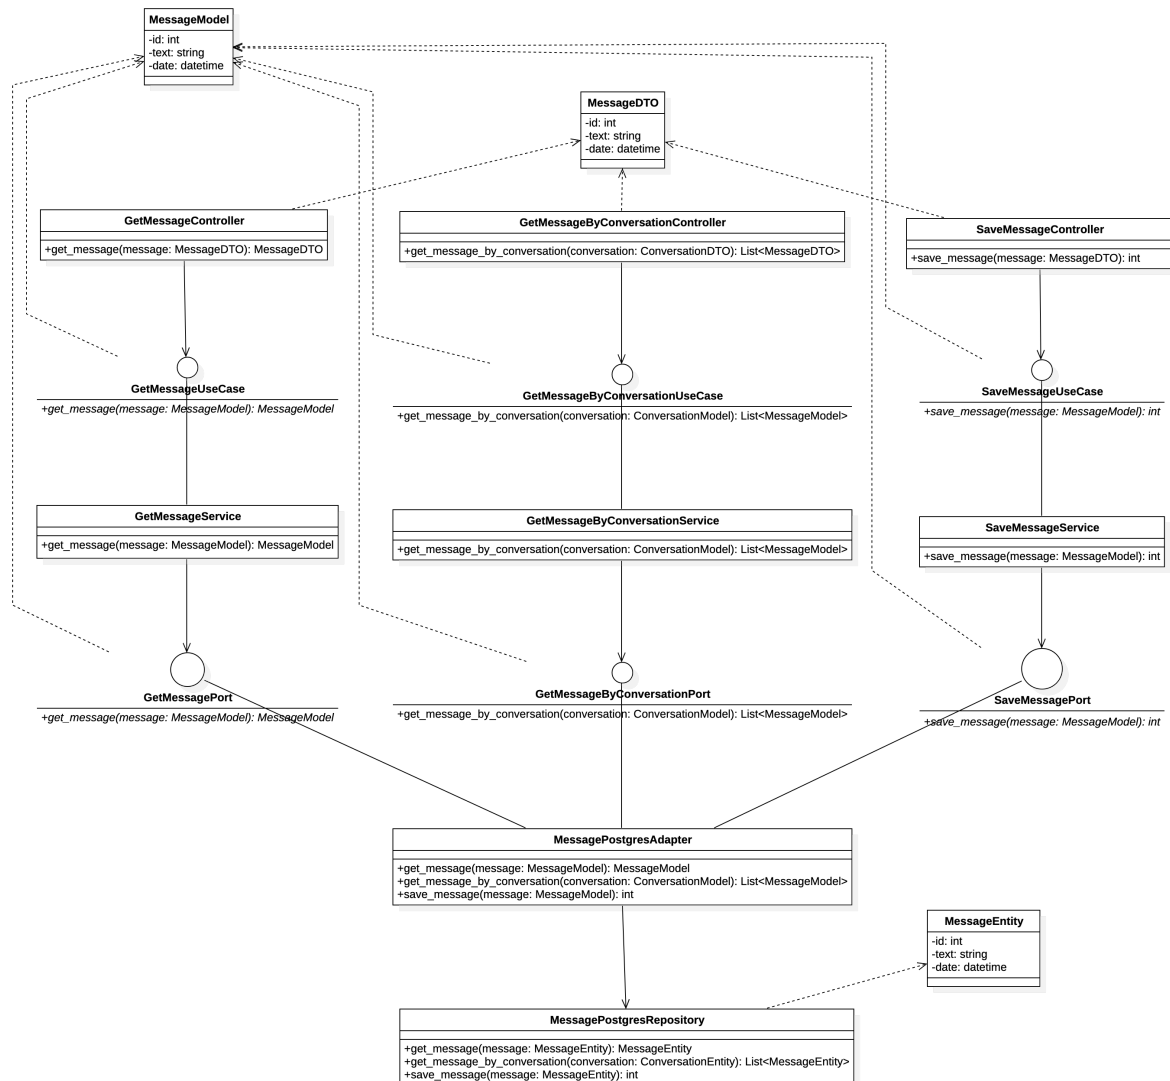 MessageModel
-id: int
-text: string
-date: datetime
MessageDTO
-id: int
-text: string
-date: datetime
GetMessageController
+get_message(message: MessageDTO): MessageDTO
GetMessageByConversationController
+get_message_by_conversation(conversation: ConversationDTO): List<MessageDTO>
SaveMessageController
+save_message(message: MessageDTO): int
GetMessageUseCase
+get_message(message: MessageModel): MessageModel
GetMessageByConversationUseCase
+get_message_by_conversation(conversation: ConversationModel): List<MessageModel>
SaveMessageUseCase
+save_message(message: MessageModel): int
GetMessageService
+get_message(message: MessageModel): MessageModel
GetMessageByConversationService
+get_message_by_conversation(conversation: ConversationModel): List<MessageModel>
SaveMessageService
+save_message(message: MessageModel): int
GetMessagePort
+get_message(message: MessageModel): MessageModel
GetMessageByConversationPort
+get_message_by_conversation(conversation: ConversationModel): List<MessageModel>
SaveMessagePort
+save_message(message: MessageModel): int
MessagePostgresAdapter
+get_message(message: MessageModel): MessageModel
+get_message_by_conversation(conversation: ConversationModel): List<MessageModel>
+save_message(message: MessageModel): int
MessageEntity
-id: int
-text: string
-date: datetime
MessagePostgresRepository
+get_message(message: MessageEntity): MessageEntity
+get_message_by_conversation(conversation: ConversationEntity): List<MessageEntity>
+save_message(message: MessageEntity): int